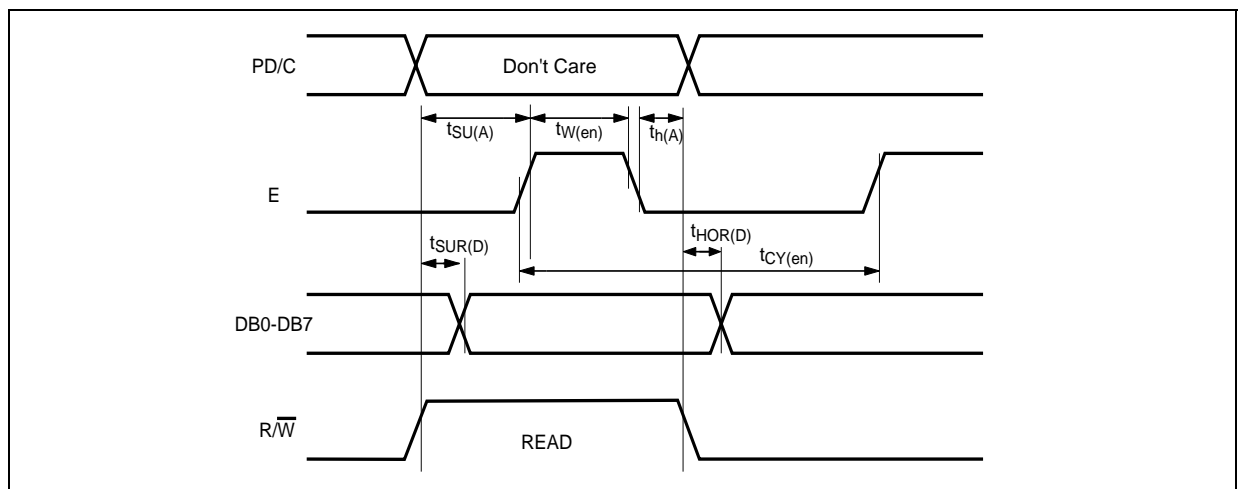 PD/C
Don't Care
tSU(A)
tW(en)
th(A)
E
tSUR(D)
tHOR(D)
tCY(en)
DB0-DB7
R/W̅
READ